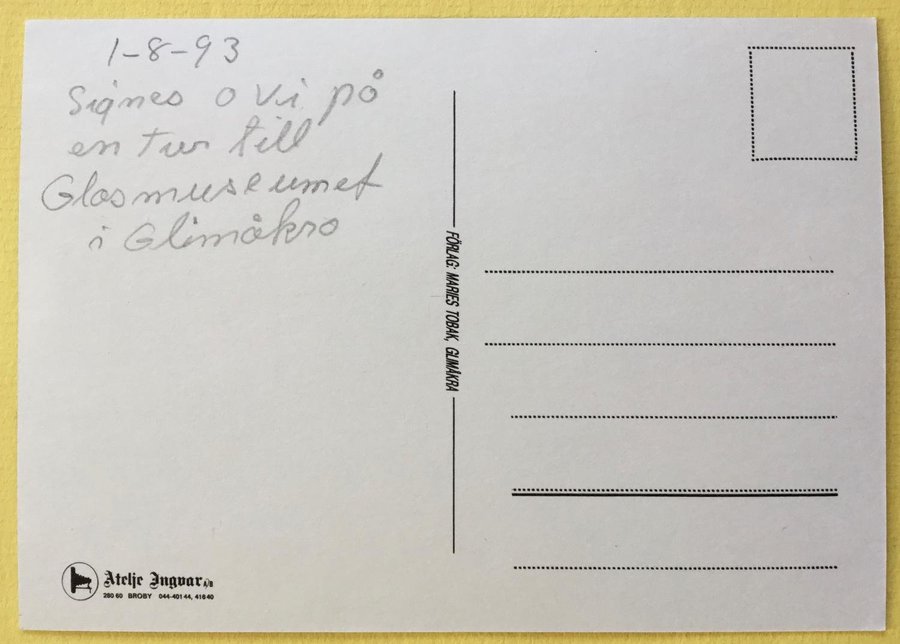 1-8-93
Signes o vi på
en tur till
Glasmuseumet
i Glimåkra
FÖRLAG: MARIES TOBAK, GLIMÅKRA
Atelje Ingvar A/B
280 60 BROBY 044-401 44, 416 40